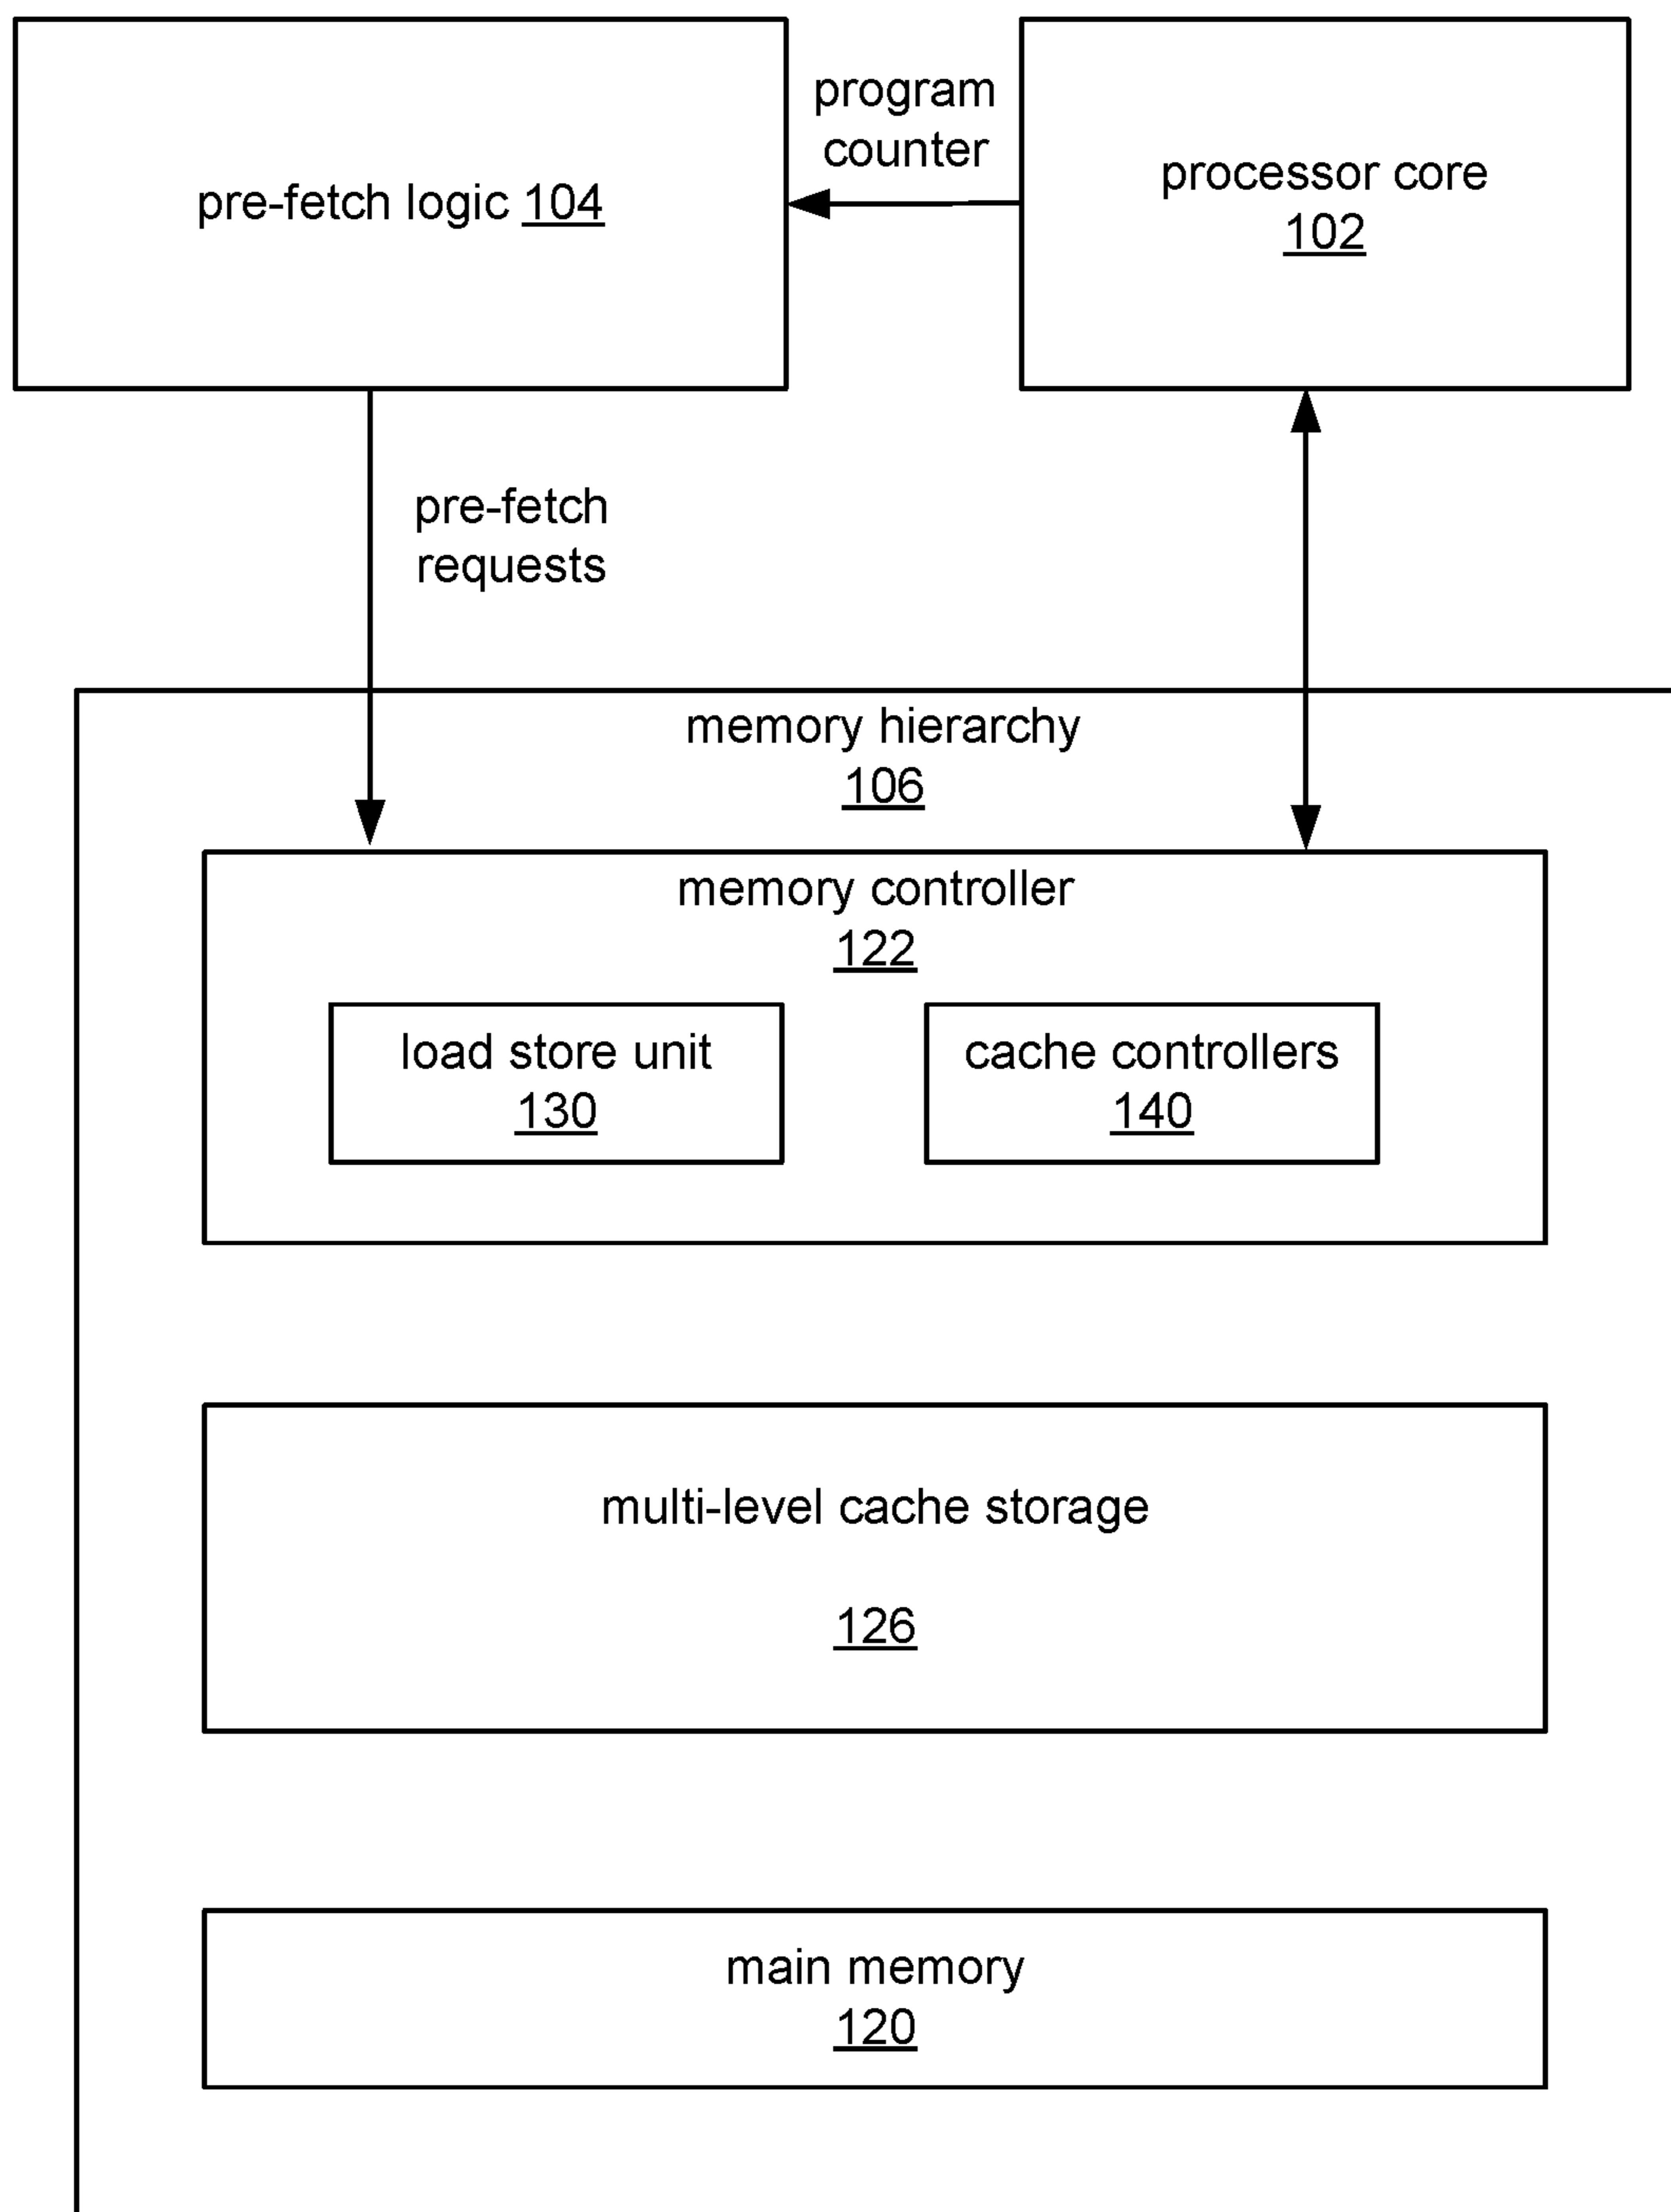 pre-fetch logic 104
program
counter
processor core
102
pre-fetch
requests
memory hierarchy
106
memory controller
122
load store unit
130
cache controllers
140
multi-level cache storage
126
main memory
120